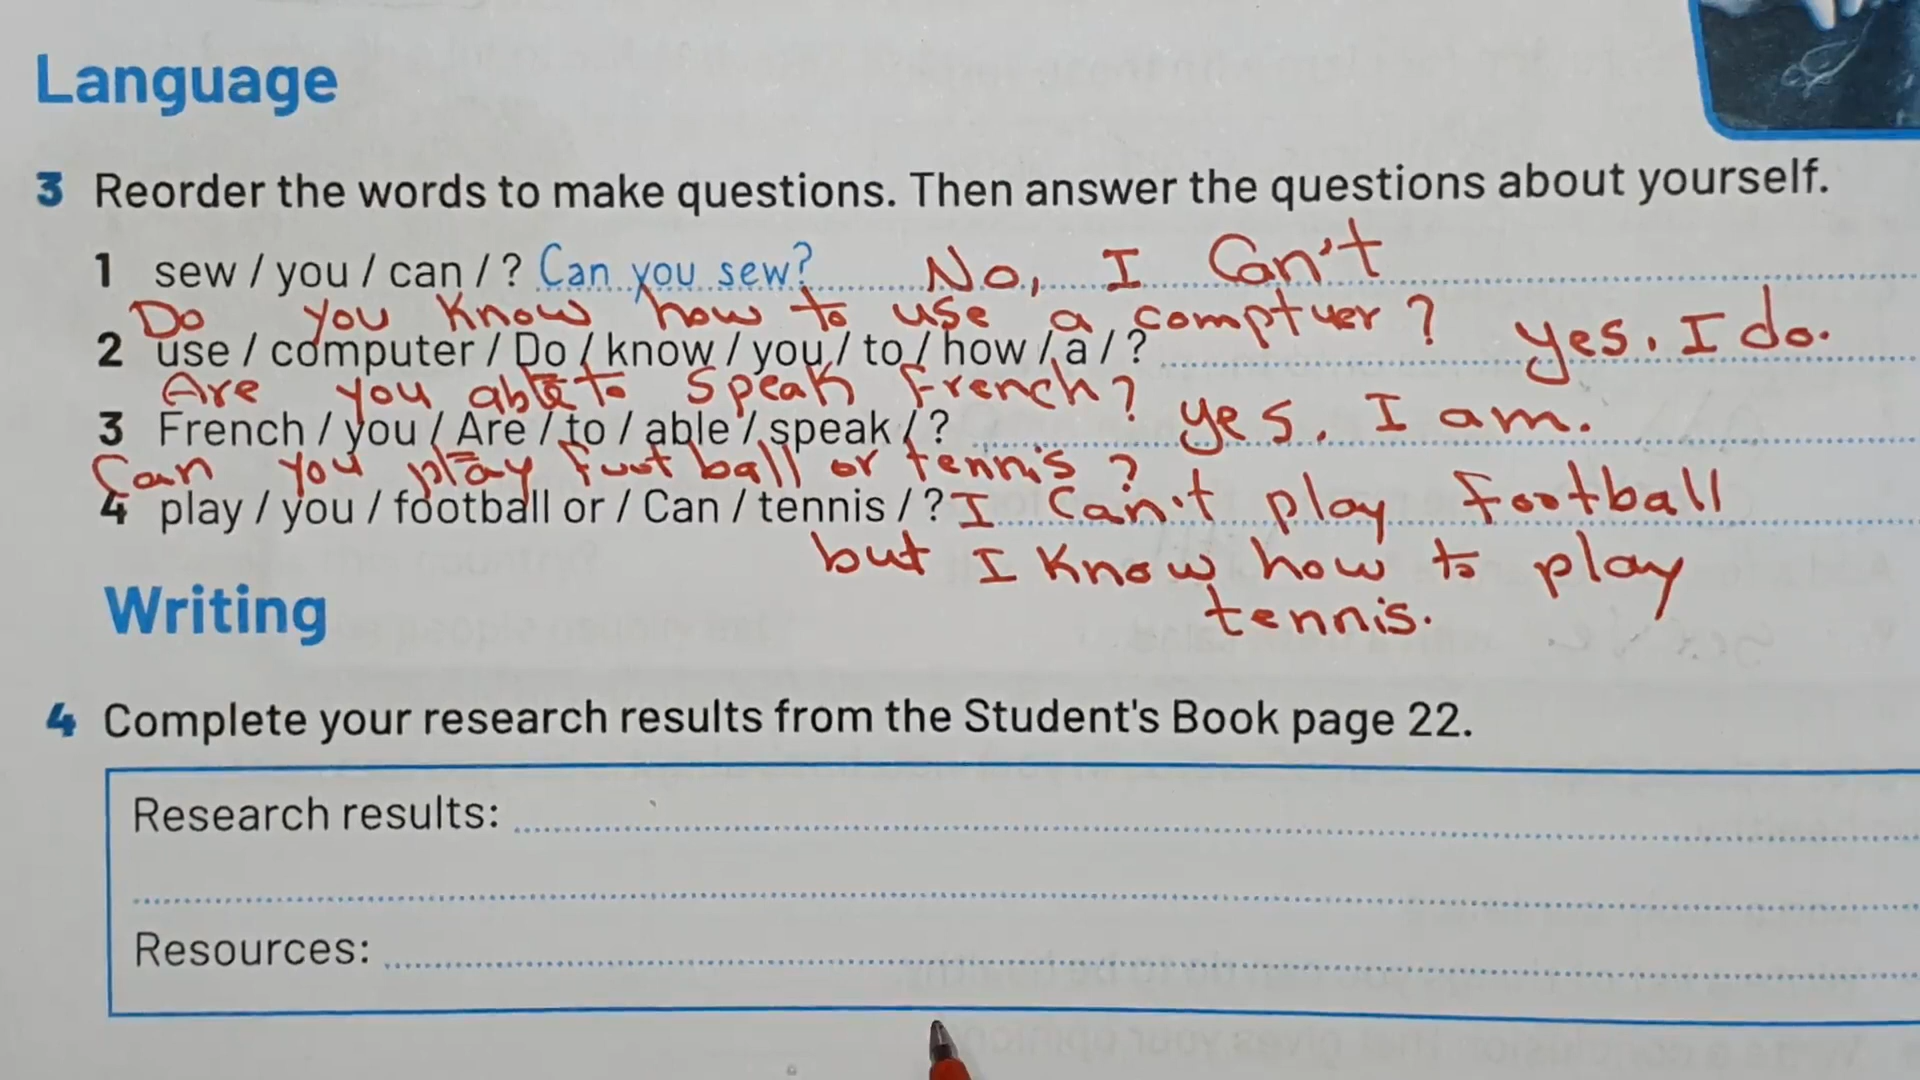 Language
3 Reorder the words to make questions. Then answer the questions about yourself.
1 sew / you / can / ? Can you sew? No, I Can't
Do you know how to use a comptuer ? yes. I do.
2 use / computer / Do / know / you / to / how / a / ?
Are you able to speak French? yes. I am.
3 French / you / Are / to / able / speak / ?
Can you play football or tennis ?
4 play / you / football or / Can / tennis / ? I Can't play football
but I know how to play
tennis.
Writing
4 Complete your research results from the Student's Book page 22.
Research results:
Resources: